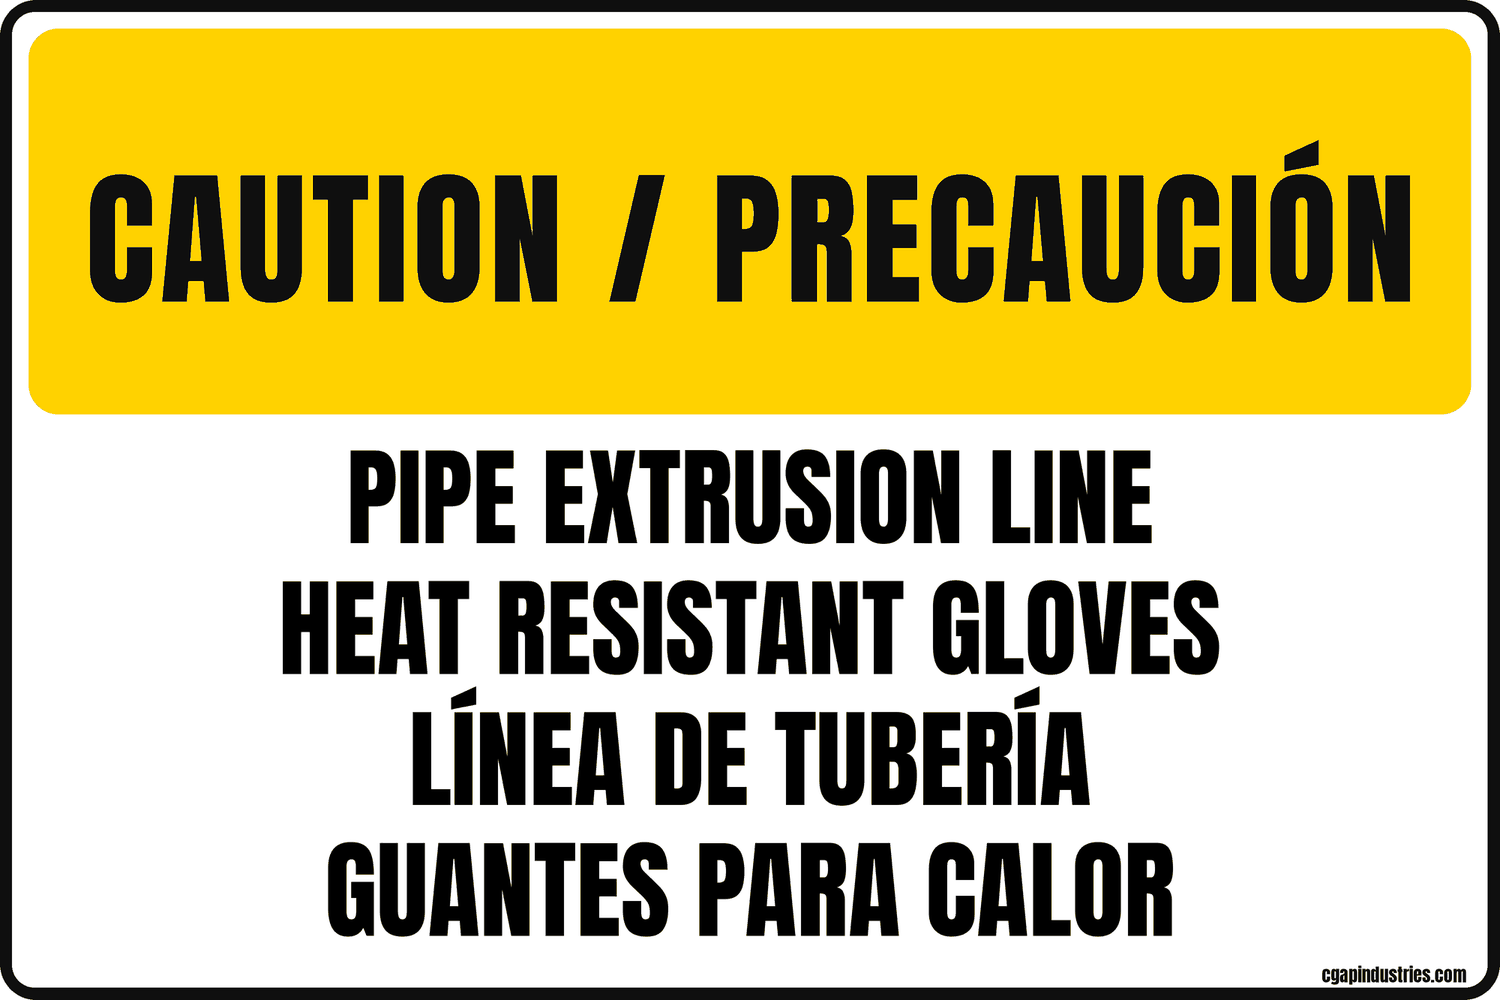 CAUTION / PRECAUCIÓN
PIPE EXTRUSION LINE
HEAT RESISTANT GLOVES
LÍNEA DE TUBERÍA
GUANTES PARA CALOR
cgapindustries.com